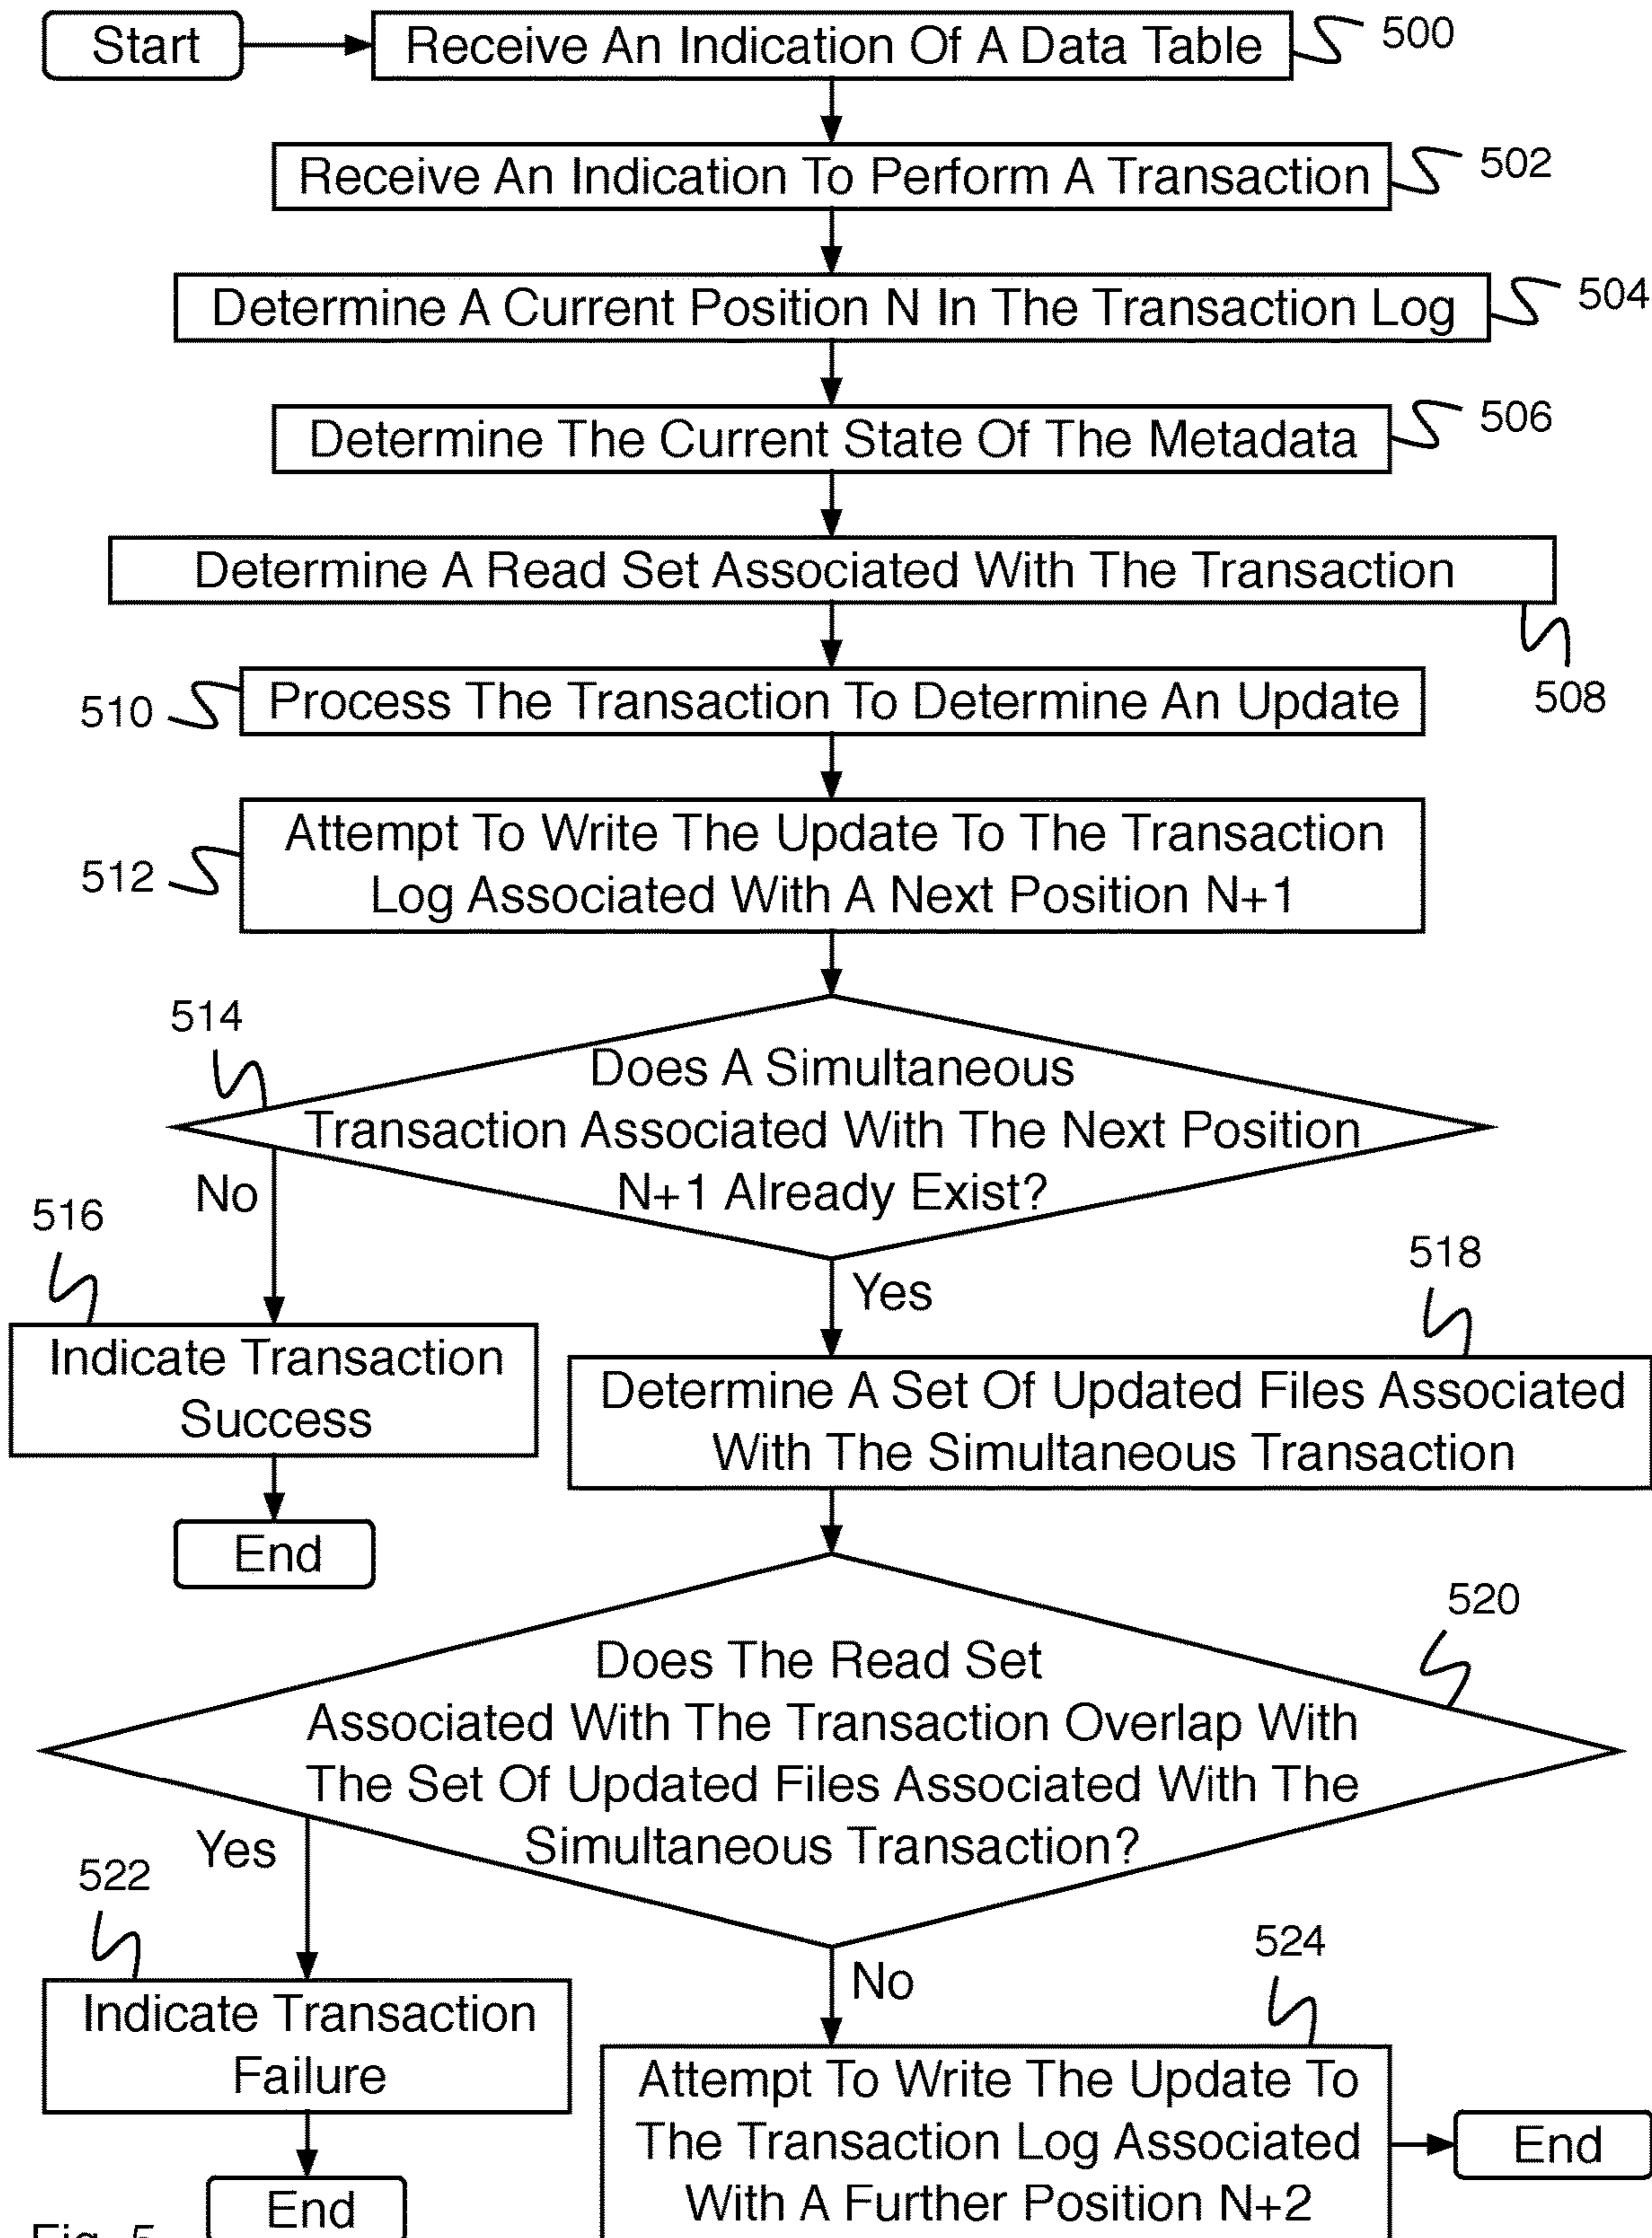 Start
Receive An Indication Of A Data Table
500
Receive An Indication To Perform A Transaction
502
Determine A Current Position N In The Transaction Log
504
Determine The Current State Of The Metadata
506
Determine A Read Set Associated With The Transaction
508
510
Process The Transaction To Determine An Update
512
Attempt To Write The Update To The Transaction
Log Associated With A Next Position N+1
514
Does A Simultaneous
Transaction Associated With The Next Position
N+1 Already Exist?
No
516
Indicate Transaction
Success
End
Yes
518
Determine A Set Of Updated Files Associated
With The Simultaneous Transaction
520
Does The Read Set
Associated With The Transaction Overlap With
The Set Of Updated Files Associated With The
Simultaneous Transaction?
Yes
522
Indicate Transaction
Failure
End
No
524
Attempt To Write The Update To
The Transaction Log Associated
With A Further Position N+2
End
Fig. 5